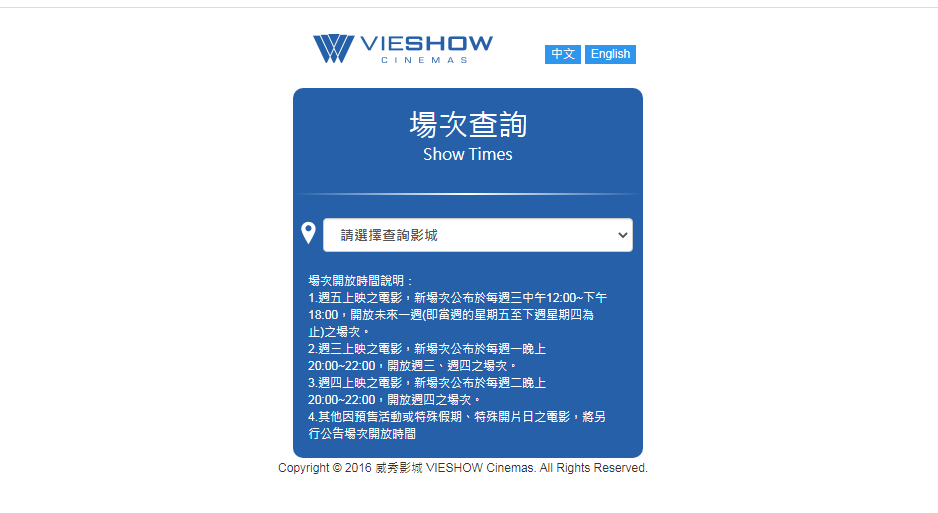 VIESHOW
CINEMAS
中文 English
場次查詢
Show Times
請選擇查詢影城
場次開放時間說明：
1.週五上映之電影，新場次公布於每週三中午12:00~下午
18:00，開放未來一週(即當週的星期五至下週星期四為
止)之場次。
2.週三上映之電影，新場次公布於每週一晚上
20:00~22:00，開放週三、週四之場次。
3.週四上映之電影，新場次公布於每週二晚上
20:00~22:00，開放週四之場次。
4.其他因預售活動或特殊假期、特殊開片日之電影，將另
行公告場次開放時間
Copyright © 2016 威秀影城 VIESHOW Cinemas. All Rights Reserved.